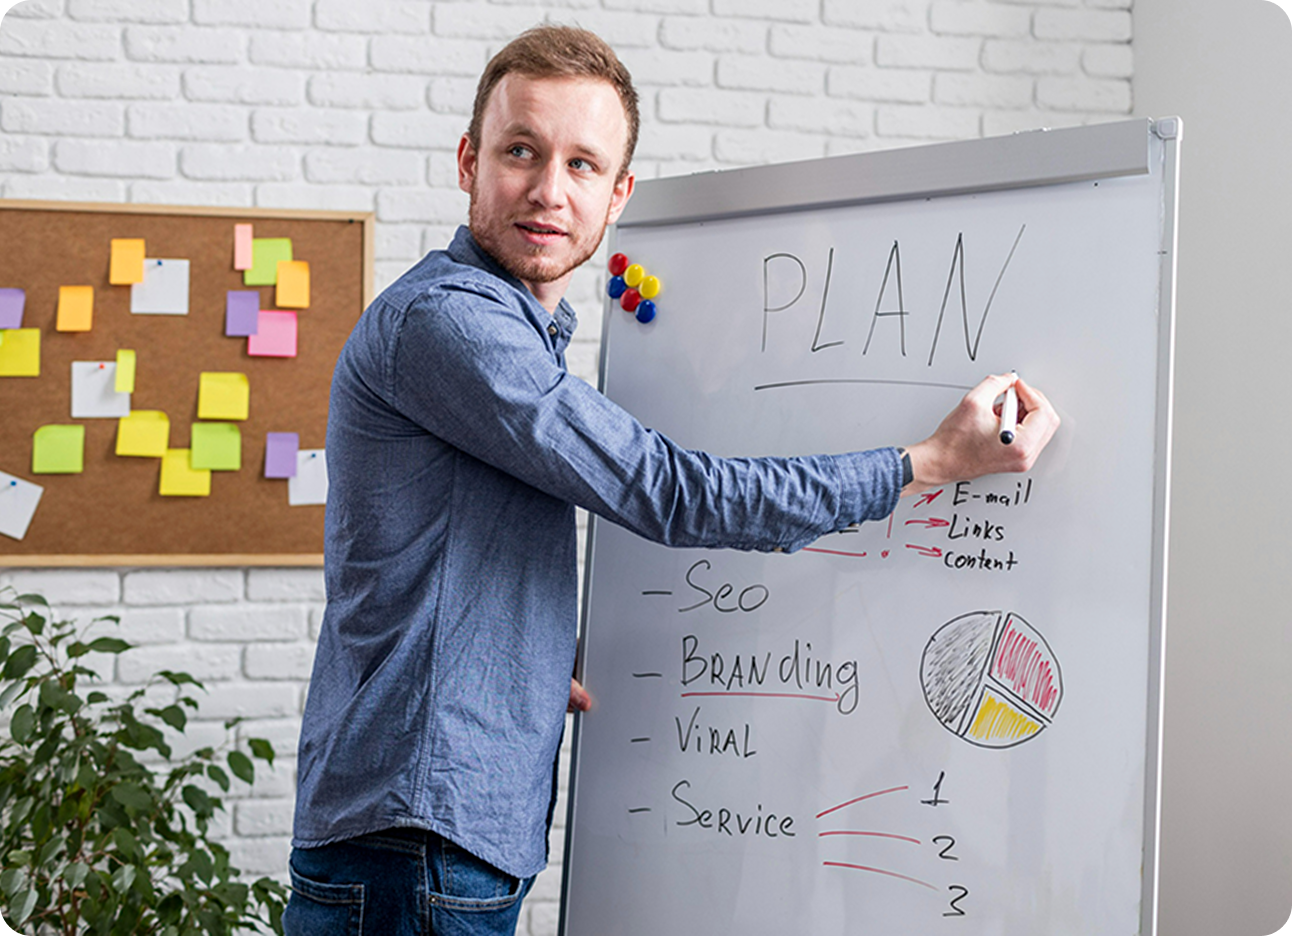 PLAN
E-mail
Links
content
- Seo
- BRANding
- ViRAL
- SeRvice
1
2
3